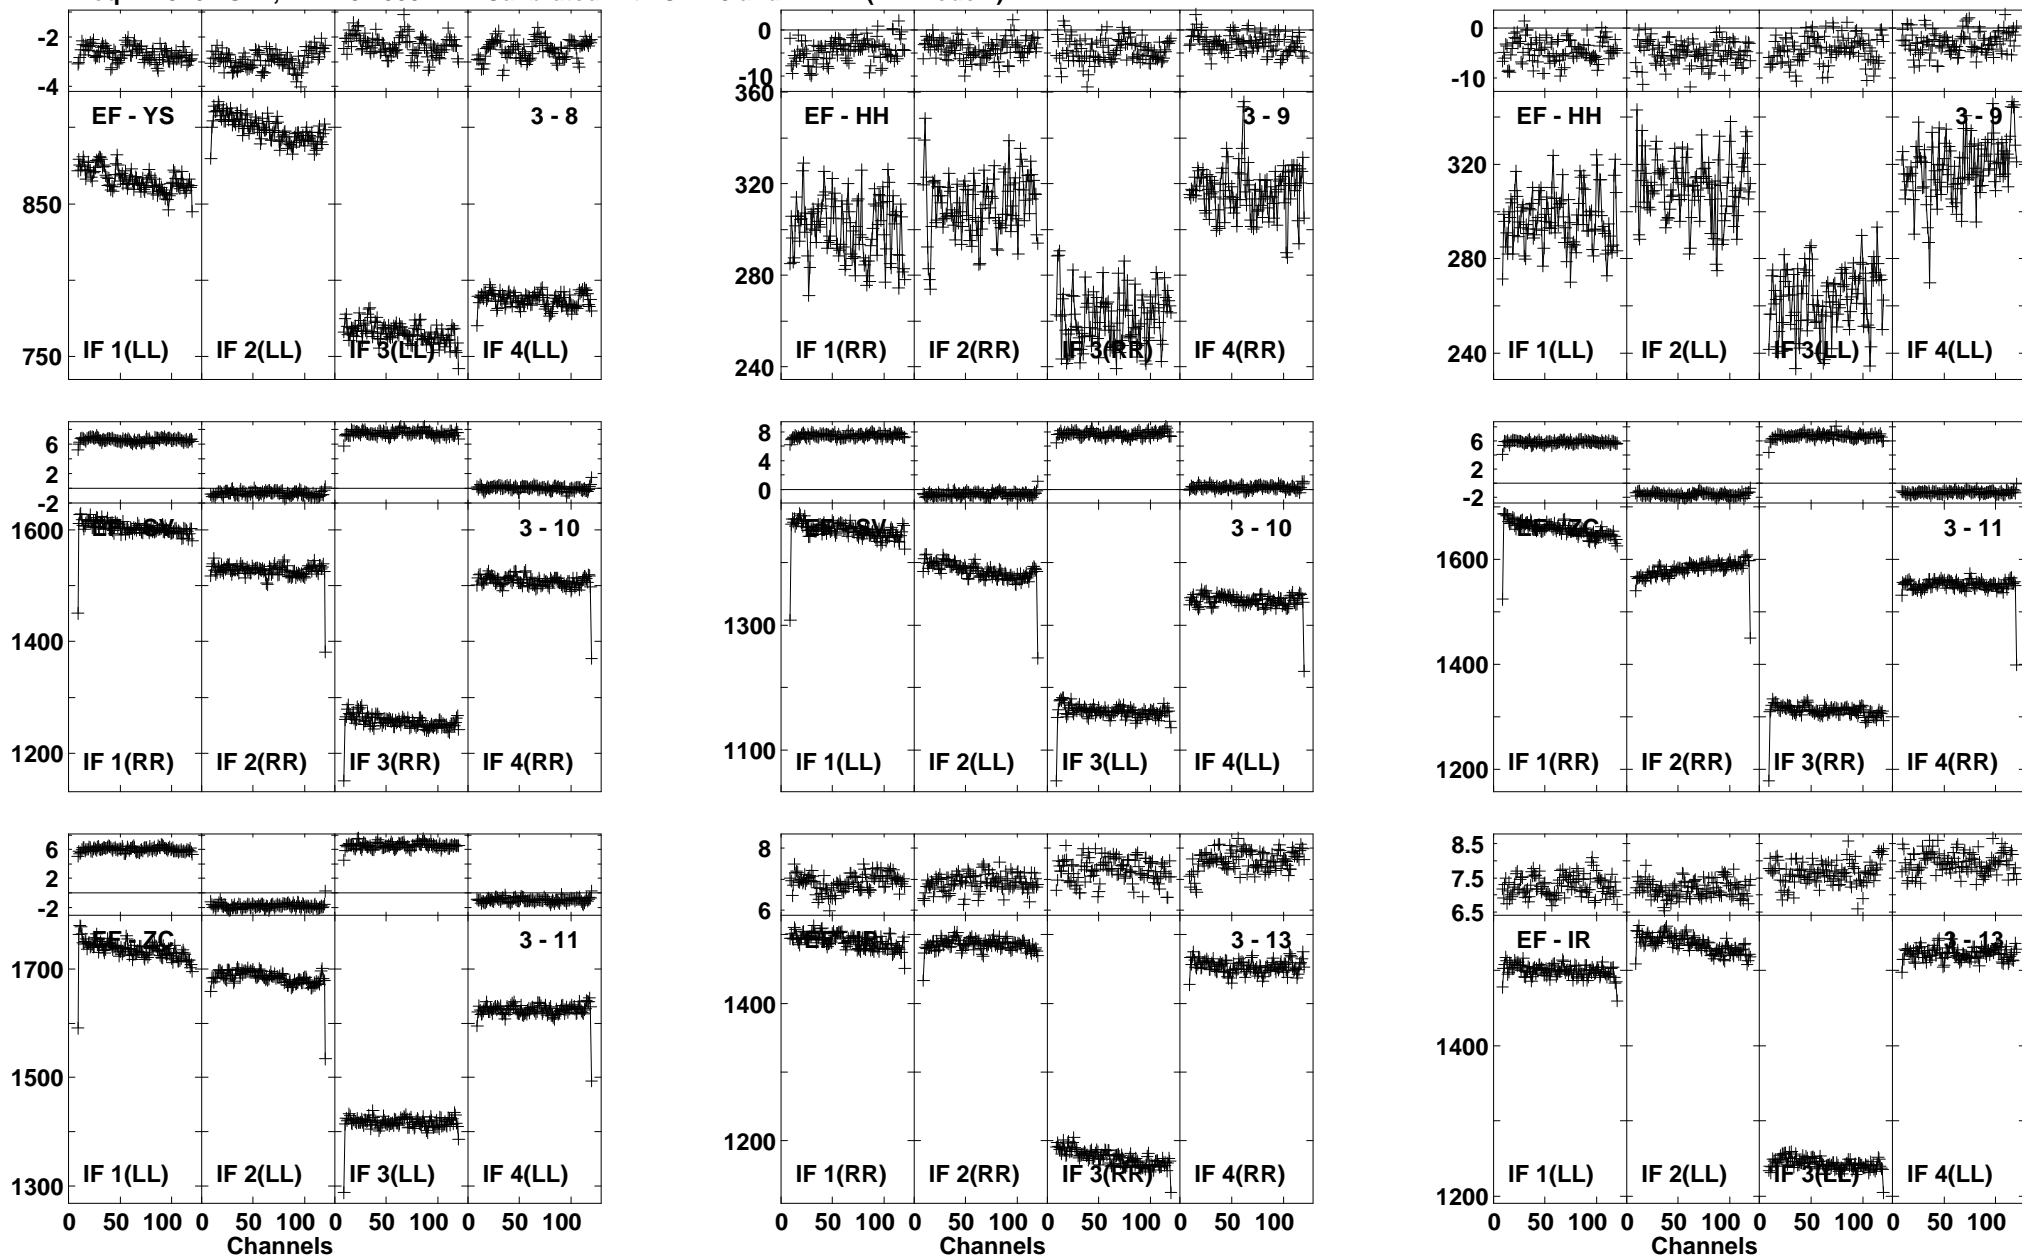 -2
-4
EF - YS
3 - 8
850
750
IF 1(LL)
IF 2(LL)
IF 3(LL)
IF 4(LL)
0
-10
360
EF - HH
3 - 9
320
280
240
IF 1(RR)
IF 2(RR)
IF 3(RR)
IF 4(RR)
0
-10
EF - HH
3 - 9
320
280
240
IF 1(LL)
IF 2(LL)
IF 3(LL)
IF 4(LL)
6
2
-2
1600
EF - SV
3 - 10
1400
1200
IF 1(RR)
IF 2(RR)
IF 3(RR)
IF 4(RR)
8
4
0
EF - SV
3 - 10
1300
1100
IF 1(LL)
IF 2(LL)
IF 3(LL)
IF 4(LL)
6
2
-2
EF - ZC
3 - 11
1600
1400
1200
IF 1(RR)
IF 2(RR)
IF 3(RR)
IF 4(RR)
6
2
-2
EF - ZC
3 - 11
1700
1500
1300
IF 1(LL)
IF 2(LL)
IF 3(LL)
IF 4(LL)
0 50 100 0 50 100 0 50 100 0 50 100
Channels
8
6
EF - IR
3 - 13
1400
1200
IF 1(RR)
IF 2(RR)
IF 3(RR)
IF 4(RR)
0 50 100 0 50 100 0 50 100 0 50 100
Channels
8.5
7.5
6.5
EF - IR
3 - 13
1400
1200
IF 1(LL)
IF 2(LL)
IF 3(LL)
IF 4(LL)
0 50 100 0 50 100 0 50 100 0 50 100
Channels